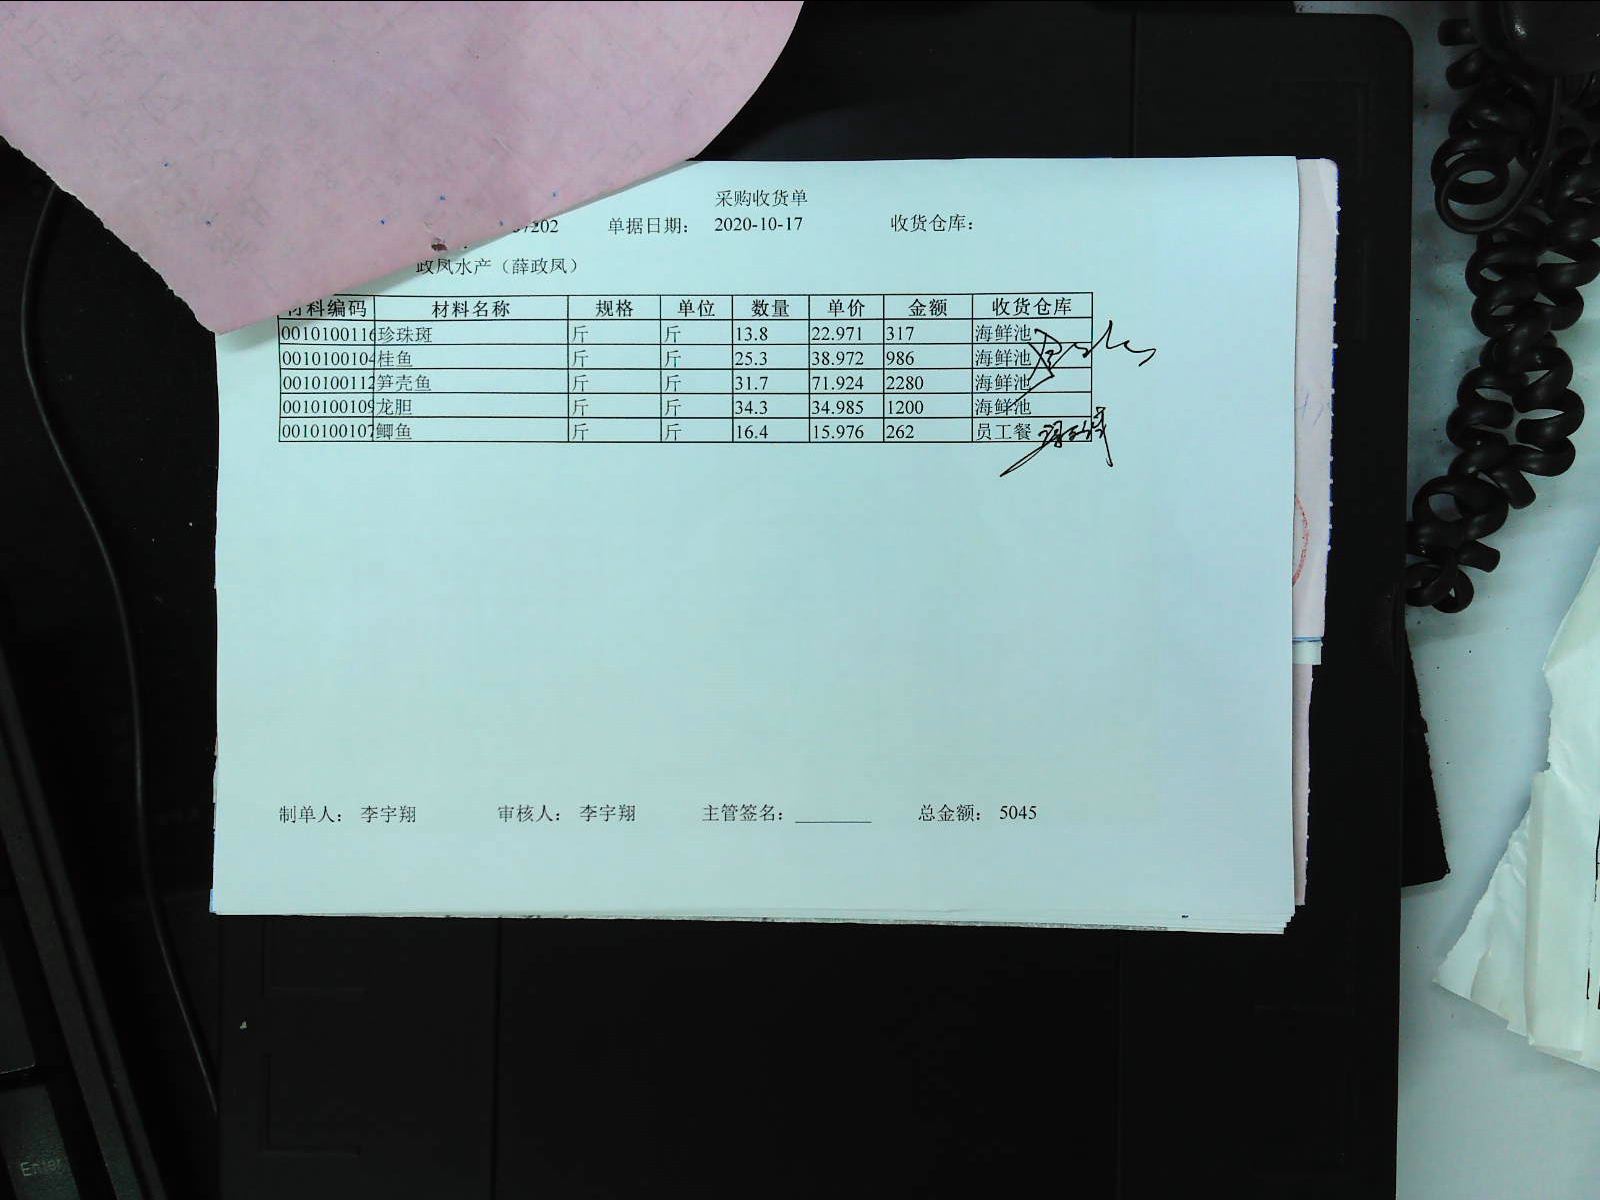 采购收货单
7202 单据日期： 2020-10-17 收货仓库：
政凤水产（薛政凤）
材料编码 材料名称 规格 单位 数量 单价 金额 收货仓库
0010100116 珍珠斑 斤 斤 13.8 22.971 317 海鲜池
0010100104 桂鱼 斤 斤 25.3 38.972 986 海鲜池
0010100112 笋壳鱼 斤 斤 31.7 71.924 2280 海鲜池
0010100109 龙胆 斤 斤 34.3 34.985 1200 海鲜池
0010100107 鲫鱼 斤 斤 16.4 15.976 262 员工餐
制单人： 李宇翔 审核人： 李宇翔 主管签名： 总金额： 5045
Enter